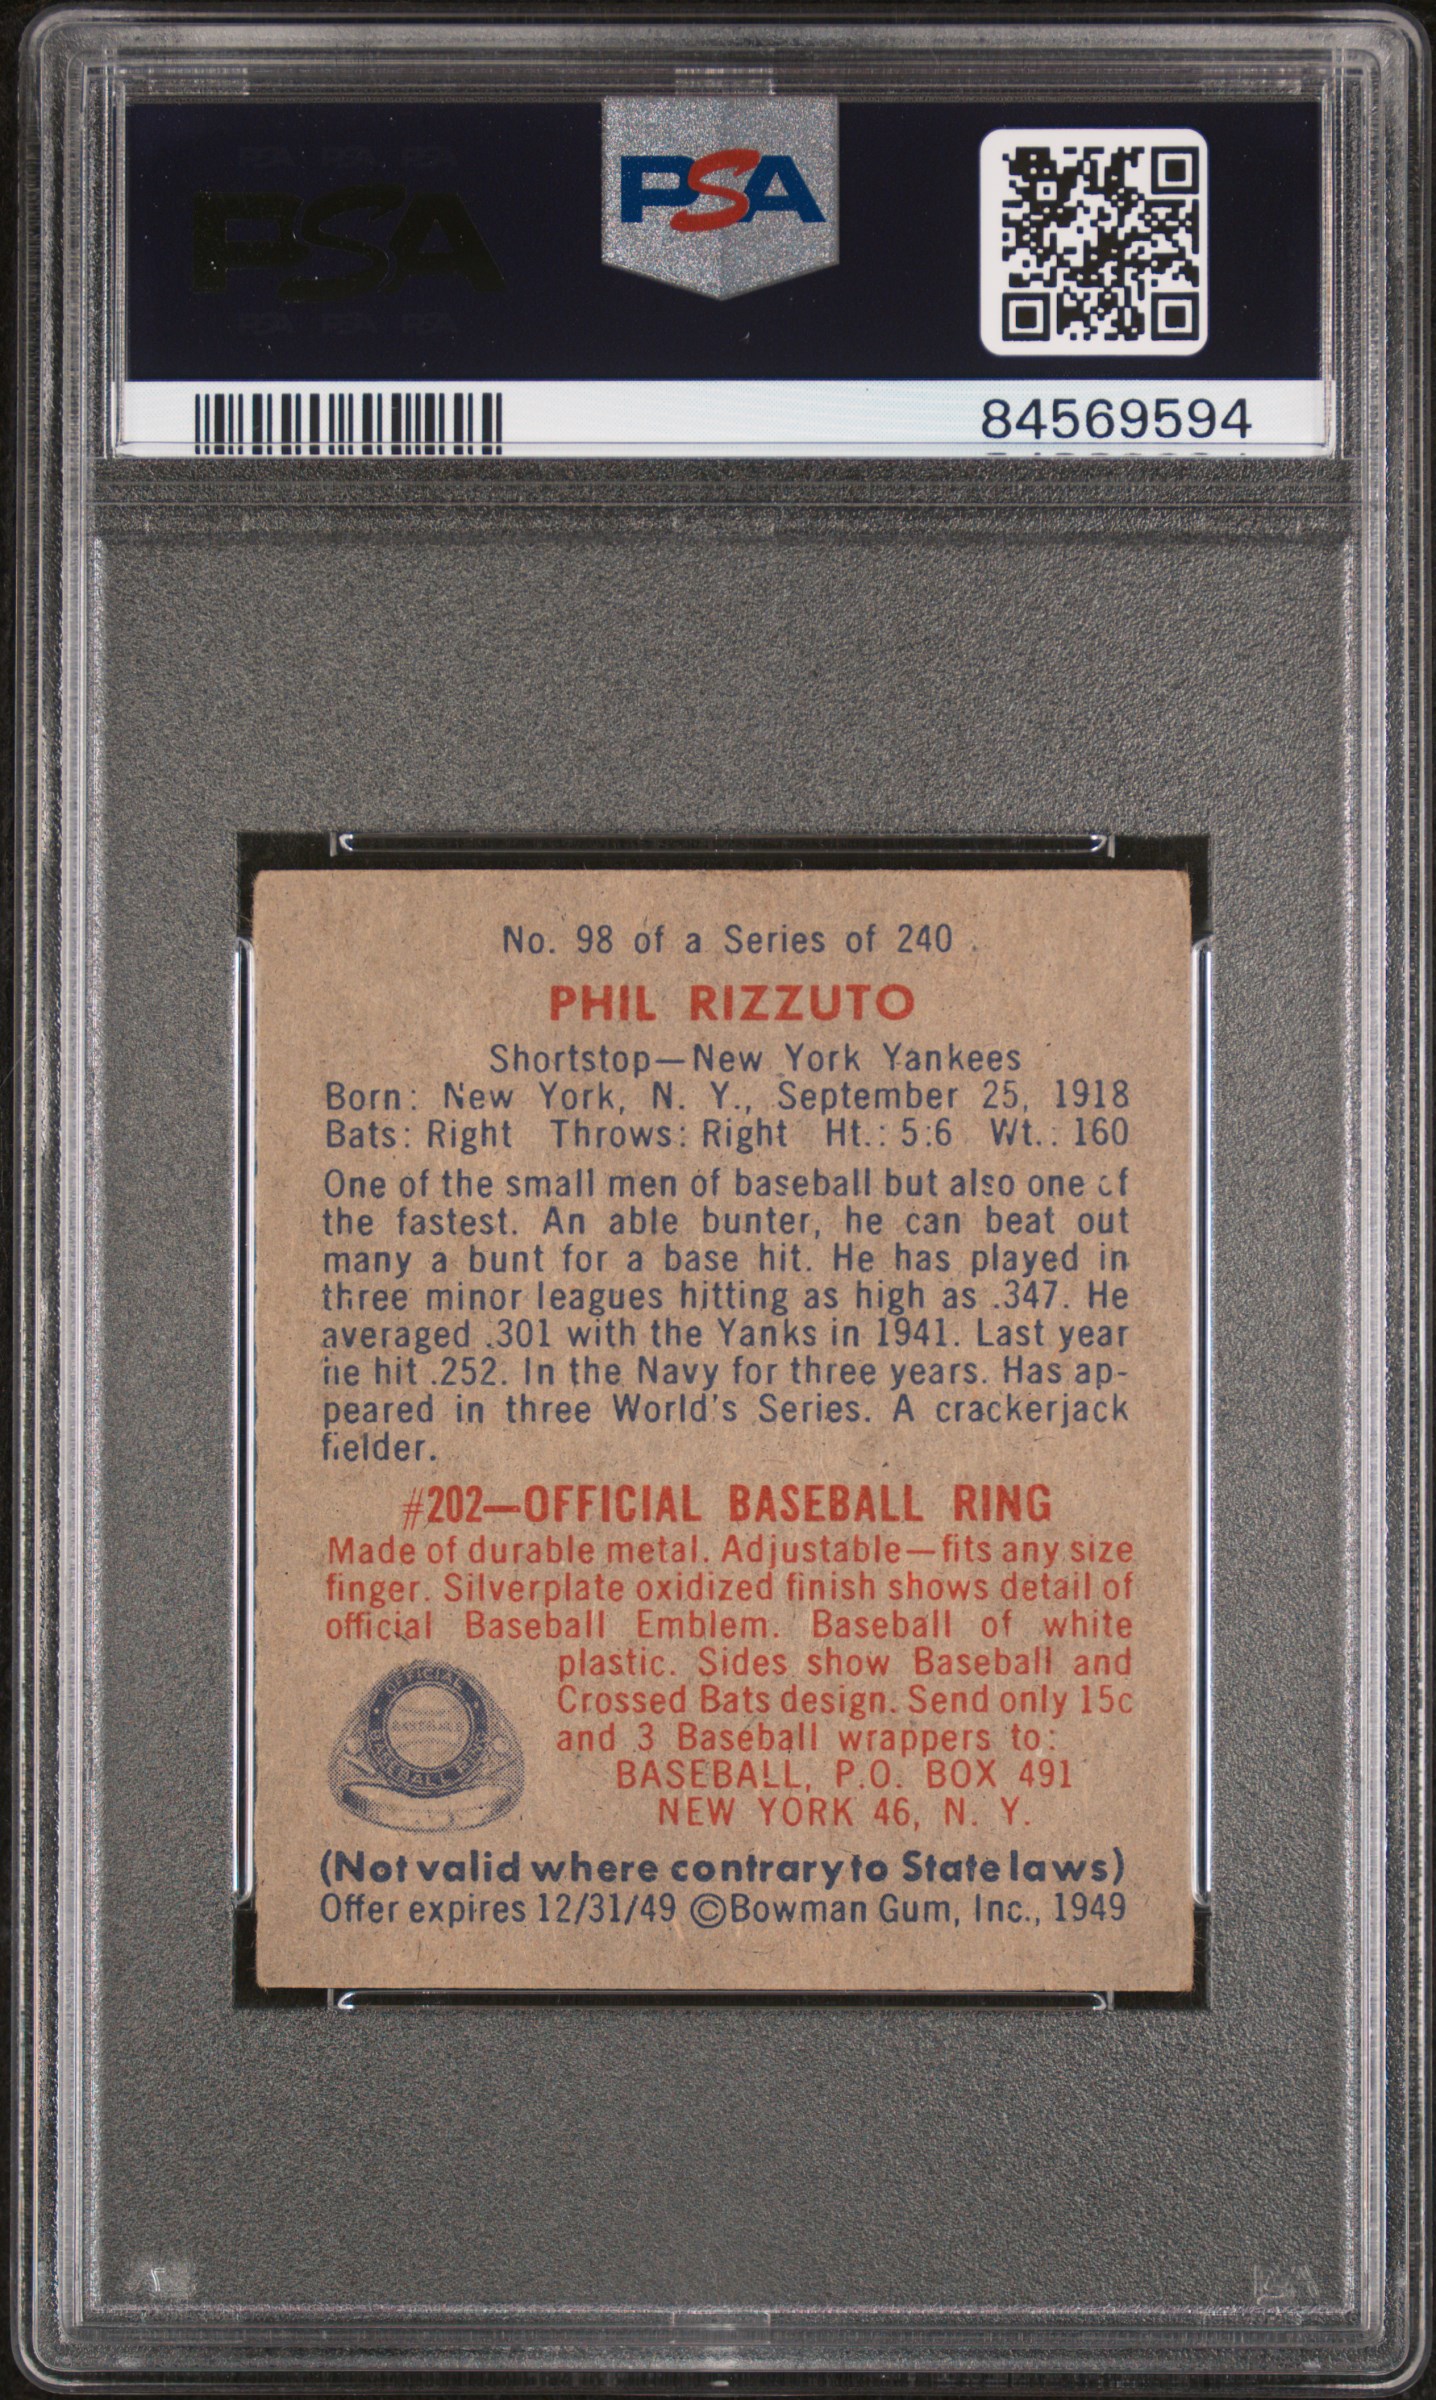 PSA
PSA
84569594
No. 98 of a Series of 240
PHIL RIZZUTO
Shortstop—New York Yankees
Born: New York, N. Y., September 25, 1918
Bats: Right Throws: Right Ht.: 5:6 Wt.: 160
One of the small men of baseball but also one of
the fastest. An able bunter, he can beat out
many a bunt for a base hit. He has played in
three minor leagues hitting as high as .347. He
averaged .301 with the Yanks in 1941. Last year
he hit .252. In the Navy for three years. Has ap-
peared in three World's Series. A crackerjack
fielder.
#202—OFFICIAL BASEBALL RING
Made of durable metal. Adjustable—fits any size
finger. Silverplate oxidized finish shows detail of
official Baseball Emblem. Baseball of white
plastic. Sides show Baseball and
Crossed Bats design. Send only 15c
and 3 Baseball wrappers to:
BASEBALL, P.O. BOX 491
NEW YORK 46, N. Y.
OFFICIAL
BASEBALL
BASEBALL RING
(Not valid where contrary to State laws)
Offer expires 12/31/49 ©Bowman Gum, Inc., 1949